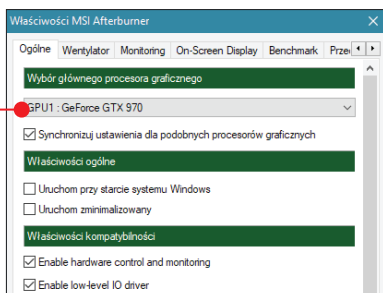 Właściwości MSI Afterburner
Ogólne Wentylator Monitoring On-Screen Display Benchmark
Wybór głównego procesora graficznego
GPU1 : GeForce GTX 970
Synchronizuj ustawienia dla podobnych procesorów graficznych
Właściwości ogólne
Uruchom przy starcie systemu Windows
Uruchom zminimalizowany
Właściwości kompatybilności
Enable hardware control and monitoring
Enable low-level IO driver